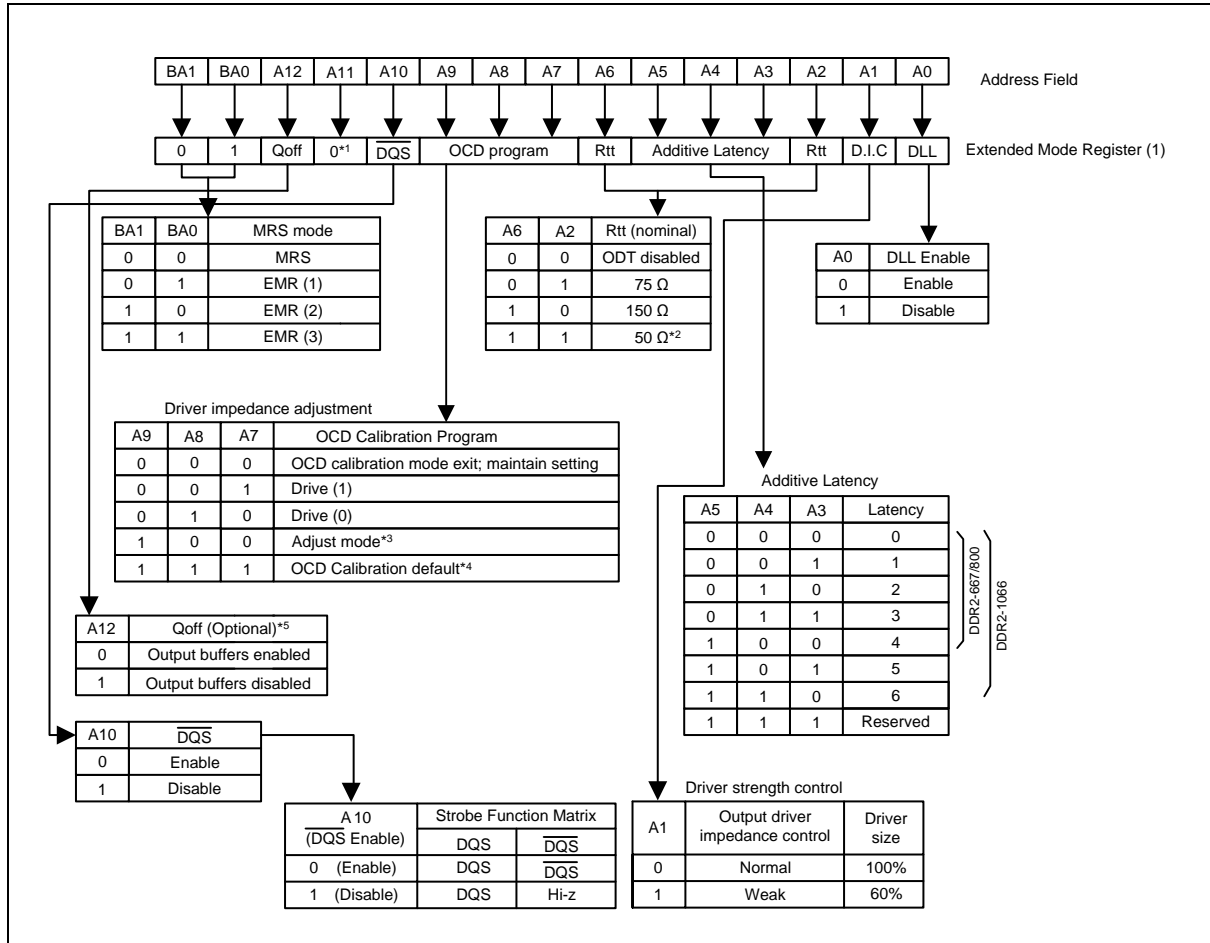 BA1 BA0 A12 A11 A10 A9 A8 A7 A6 A5 A4 A3 A2 A1 A0 Address Field
0 1 Qoff 0*1 D̅Q̅S̅ OCD program Rtt Additive Latency Rtt D.I.C DLL Extended Mode Register (1)
BA1 BA0 MRS mode
0 0 MRS
0 1 EMR (1)
1 0 EMR (2)
1 1 EMR (3)
A6 A2 Rtt (nominal)
0 0 ODT disabled
0 1 75 Ω
1 0 150 Ω
1 1 50 Ω*2
A0 DLL Enable
0 Enable
1 Disable
Driver impedance adjustment
A9 A8 A7 OCD Calibration Program
0 0 0 OCD calibration mode exit; maintain setting
0 0 1 Drive (1)
0 1 0 Drive (0)
1 0 0 Adjust mode*3
1 1 1 OCD Calibration default*4
Additive Latency
A5 A4 A3 Latency
0 0 0 0
0 0 1 1
0 1 0 2
0 1 1 3
1 0 0 4
1 0 1 5
1 1 0 6
1 1 1 Reserved
DDR2-667/800
DDR2-1066
A12 Qoff (Optional)*5
0 Output buffers enabled
1 Output buffers disabled
A10 D̅Q̅S̅
0 Enable
1 Disable
A 10 Strobe Function Matrix
(D̅Q̅S̅ Enable) DQS D̅Q̅S̅
0 (Enable) DQS D̅Q̅S̅
1 (Disable) DQS Hi-z
Driver strength control
A1 Output driver impedance control Driver size
0 Normal 100%
1 Weak 60%